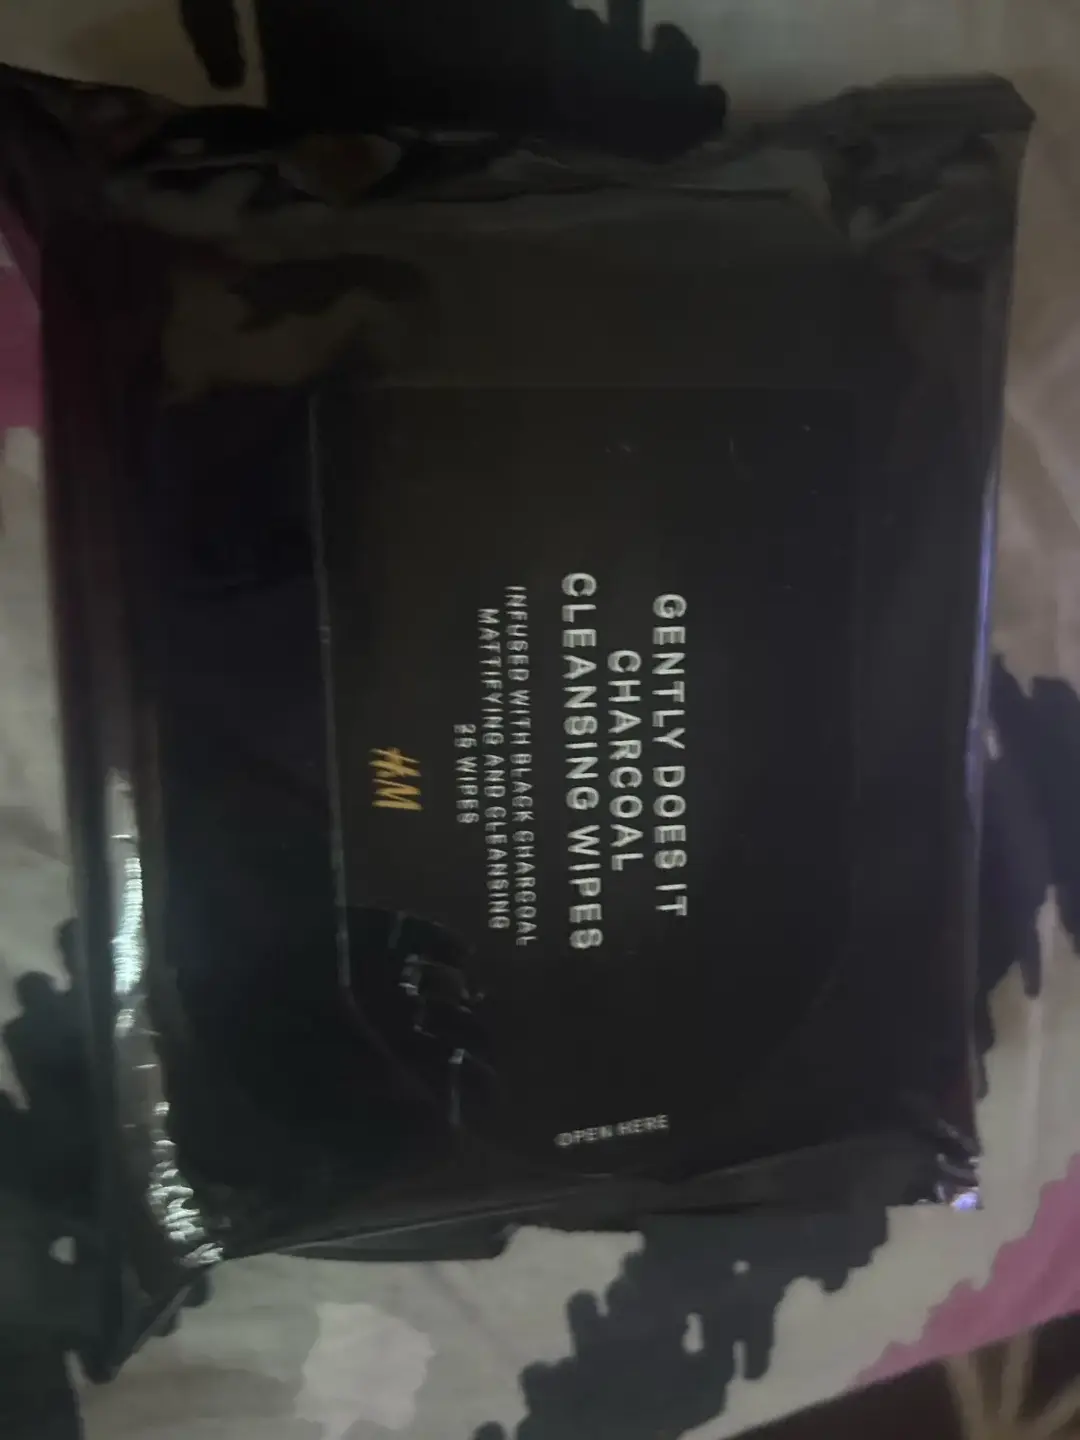 GENTLY DOES IT
CHARCOAL
CLEANSING WIPES
INFUSED WITH BLACK CHARCOAL
MATTIFYING AND CLEANSING
25 WIPES
H&M
OPEN HERE